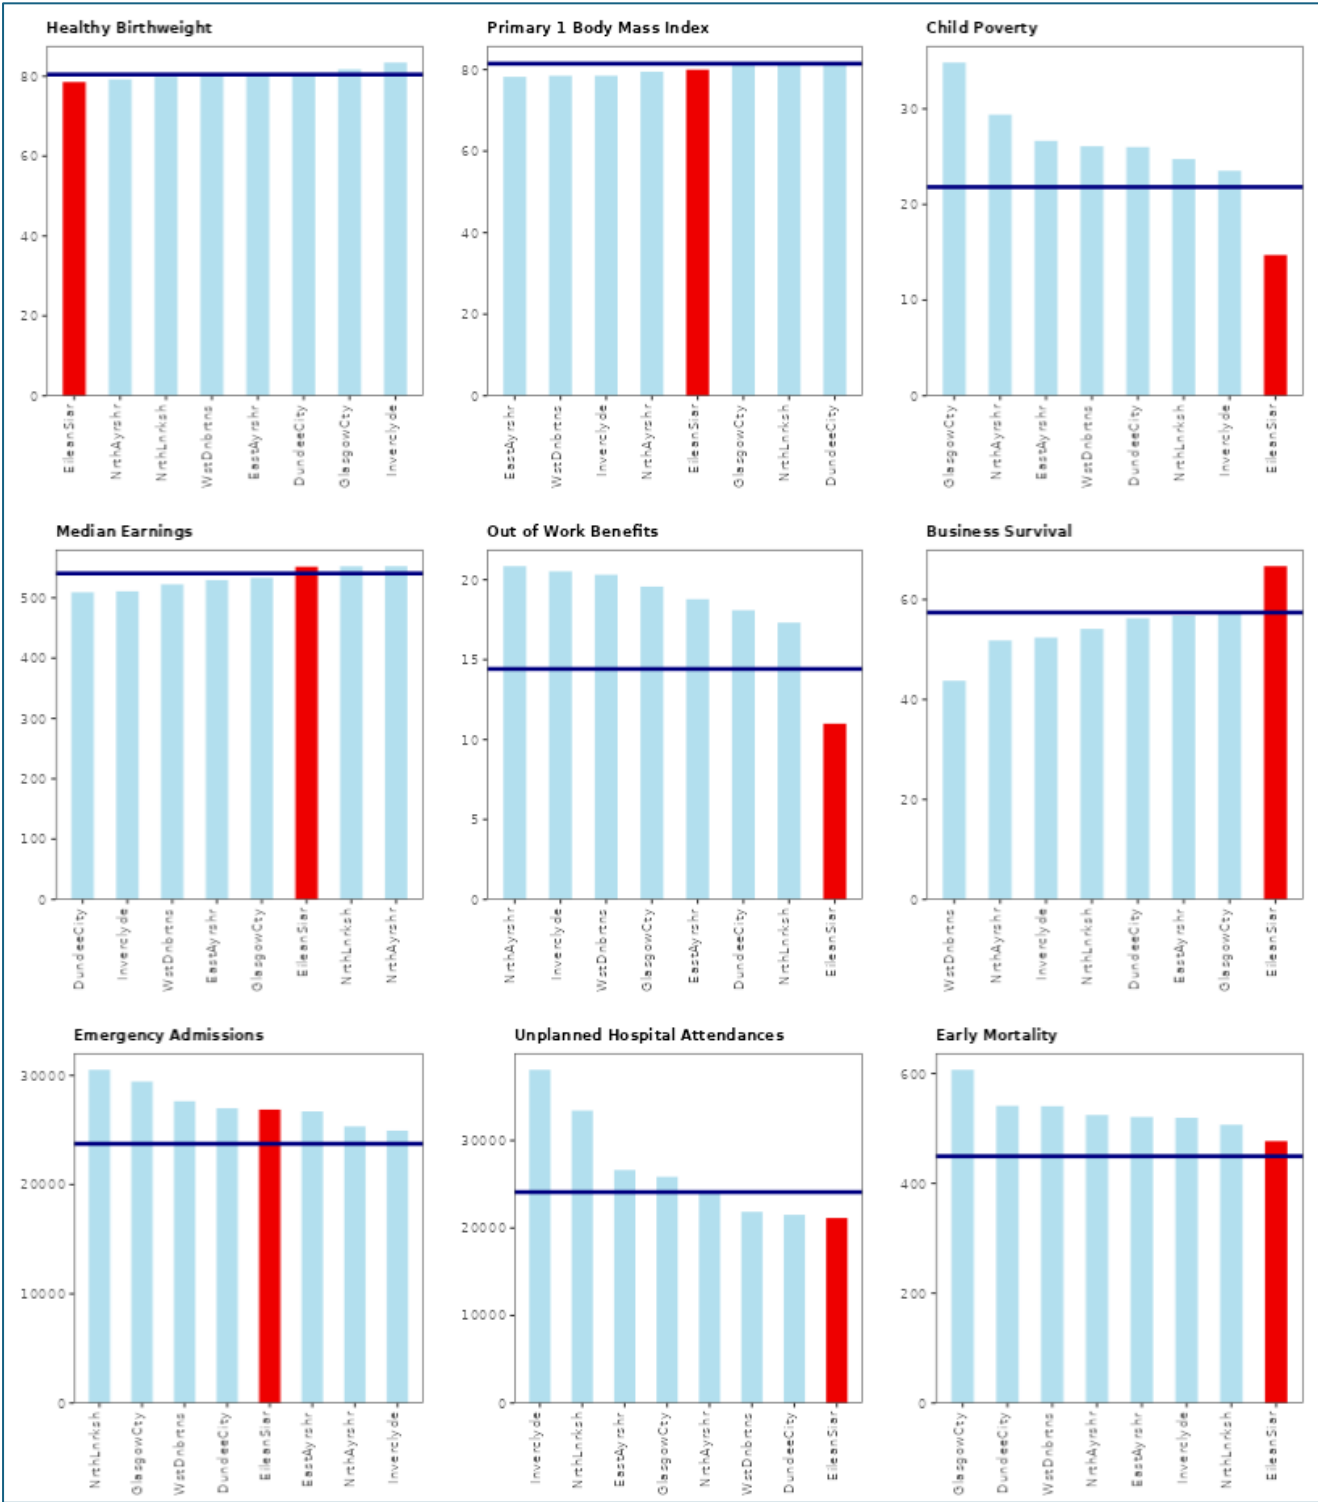 Healthy Birthweight
80
60
40
20
0
EileanSiar
NrthAyrshr
NrthLnrksh
WstDnbrtns
EastAyrshr
DundeeCity
GlasgowCty
Inverclyde
Primary 1 Body Mass Index
80
60
40
20
0
EastAyrshr
WstDnbrtns
Inverclyde
NrthAyrshr
EileanSiar
GlasgowCty
NrthLnrksh
DundeeCity
Child Poverty
30
20
10
0
GlasgowCty
NrthAyrshr
EastAyrshr
WstDnbrtns
DundeeCity
NrthLnrksh
Inverclyde
EileanSiar
Median Earnings
500
400
300
200
100
0
DundeeCity
Inverclyde
WstDnbrtns
EastAyrshr
GlasgowCty
EileanSiar
NrthLnrksh
NrthAyrshr
Out of Work Benefits
20
15
10
5
0
NrthAyrshr
Inverclyde
WstDnbrtns
GlasgowCty
EastAyrshr
DundeeCity
NrthLnrksh
EileanSiar
Business Survival
60
40
20
0
WstDnbrtns
NrthAyrshr
Inverclyde
NrthLnrksh
DundeeCity
EastAyrshr
GlasgowCty
EileanSiar
Emergency Admissions
30000
20000
10000
0
NrthLnrksh
GlasgowCty
WstDnbrtns
DundeeCity
EileanSiar
EastAyrshr
NrthAyrshr
Inverclyde
Unplanned Hospital Attendances
30000
20000
10000
0
Inverclyde
NrthLnrksh
EastAyrshr
GlasgowCty
NrthAyrshr
WstDnbrtns
DundeeCity
EileanSiar
Early Mortality
600
400
200
0
GlasgowCty
DundeeCity
WstDnbrtns
NrthAyrshr
EastAyrshr
Inverclyde
NrthLnrksh
EileanSiar